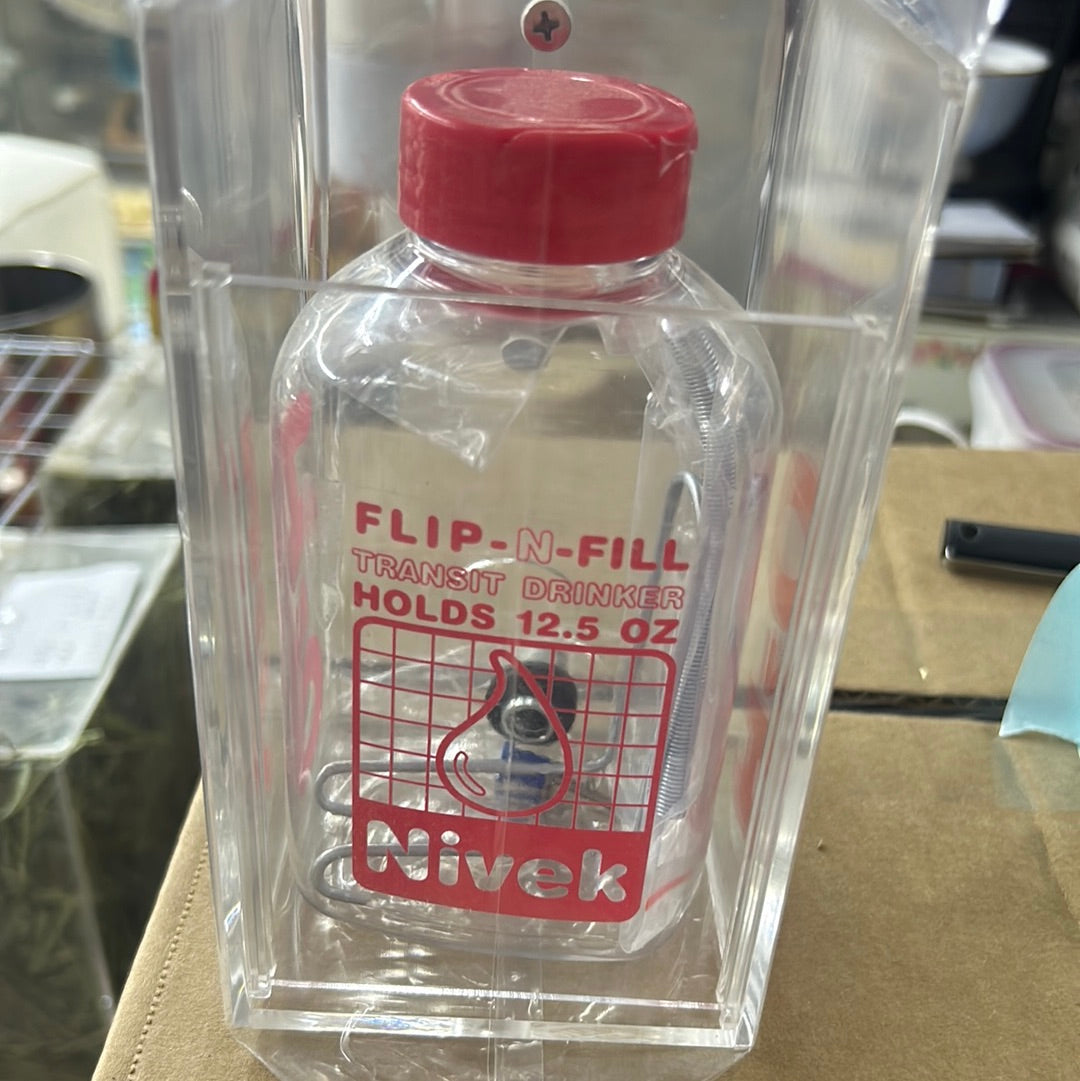 FLIP-N-FILL
TRANSIT DRINKER
HOLDS 12.5 OZ
Nivek